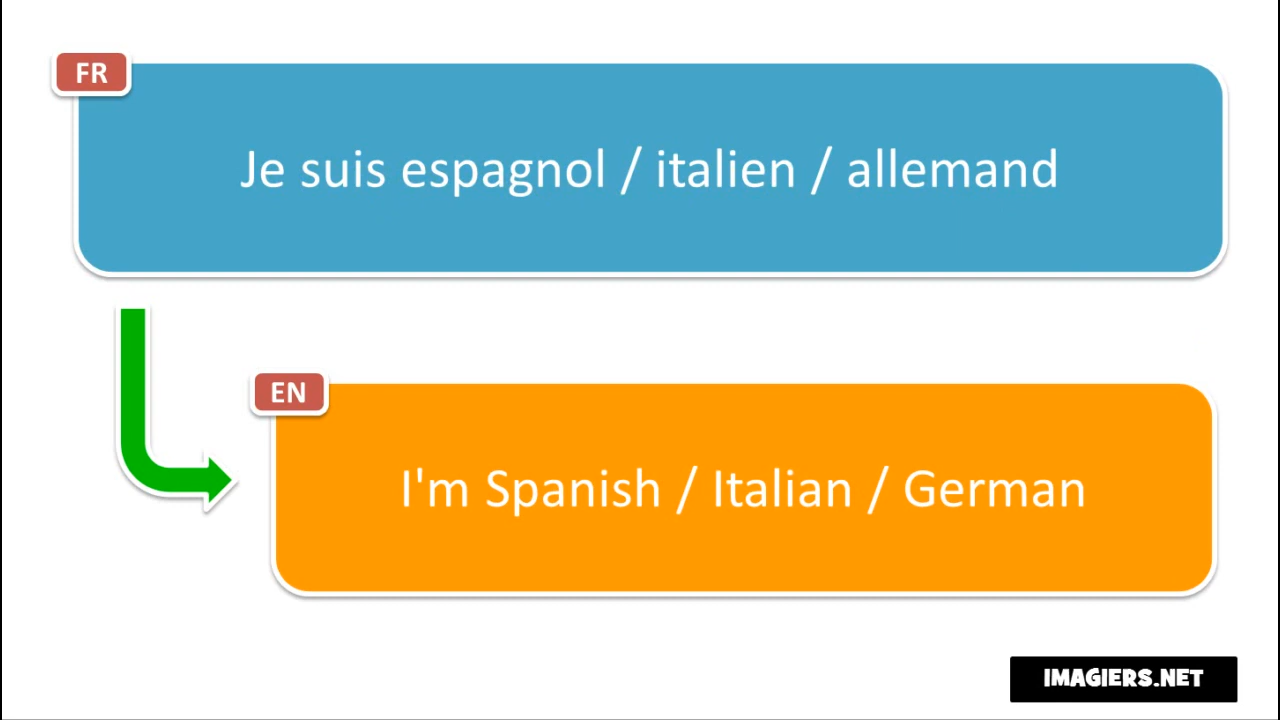 FR
Je suis espagnol / italien / allemand
EN
I'm Spanish / Italian / German
IMAGIERS.NET